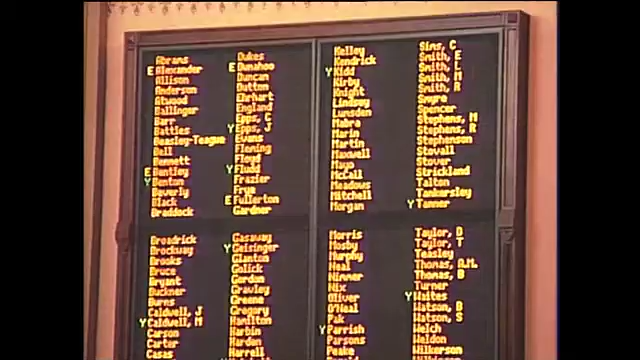 Abrams
E Alexander
Allison
Anderson
Atwood
Ballinger
Barr
Battles
Beasley-Teague
Bell
Bennett
E Bentley
Y Benton
Beverly
Black
Braddock
Dukes
E Dunahoo
Duncan
Dutton
Ehrhart
England
Epps, C
Y Epps, J
Evans
Fleming
Floyd
Y Fludd
Frazier
Frye
E Fullerton
Gardner
Kelley
Kendrick
Y Kidd
Kirby
Knight
Lindsey
Lumsden
Mabra
Marin
Martin
Maxwell
Mayo
McCall
Meadows
Mitchell
Morgan
Sims, C
Smith, E
Smith, L
Smith, M
Smith, R
Smyre
Spencer
Stephens, M
Stephens, R
Stephenson
Stovall
Stover
Strickland
Talton
Tankersley
Y Tanner
Broadrick
Brockway
Brooks
Bruce
Bryant
Buckner
Burns
Caldwell, J
Y Caldwell, M
Carson
Carter
Casas
Gasaway
Y Geisinger
Glanton
Golick
Gordon
Gravley
Greene
Gregory
Hamilton
Harbin
Harden
Harrell
Morris
Mosby
Murphy
Neal
Nimmer
Nix
Oliver
O'Neal
Pak
Y Parrish
Parsons
Peake
Taylor, D
Taylor, T
Teasley
Thomas, A.M.
Thomas, B
Turner
Y Waites
Watson, B
Watson, S
Welch
Weldon
Wilkerson